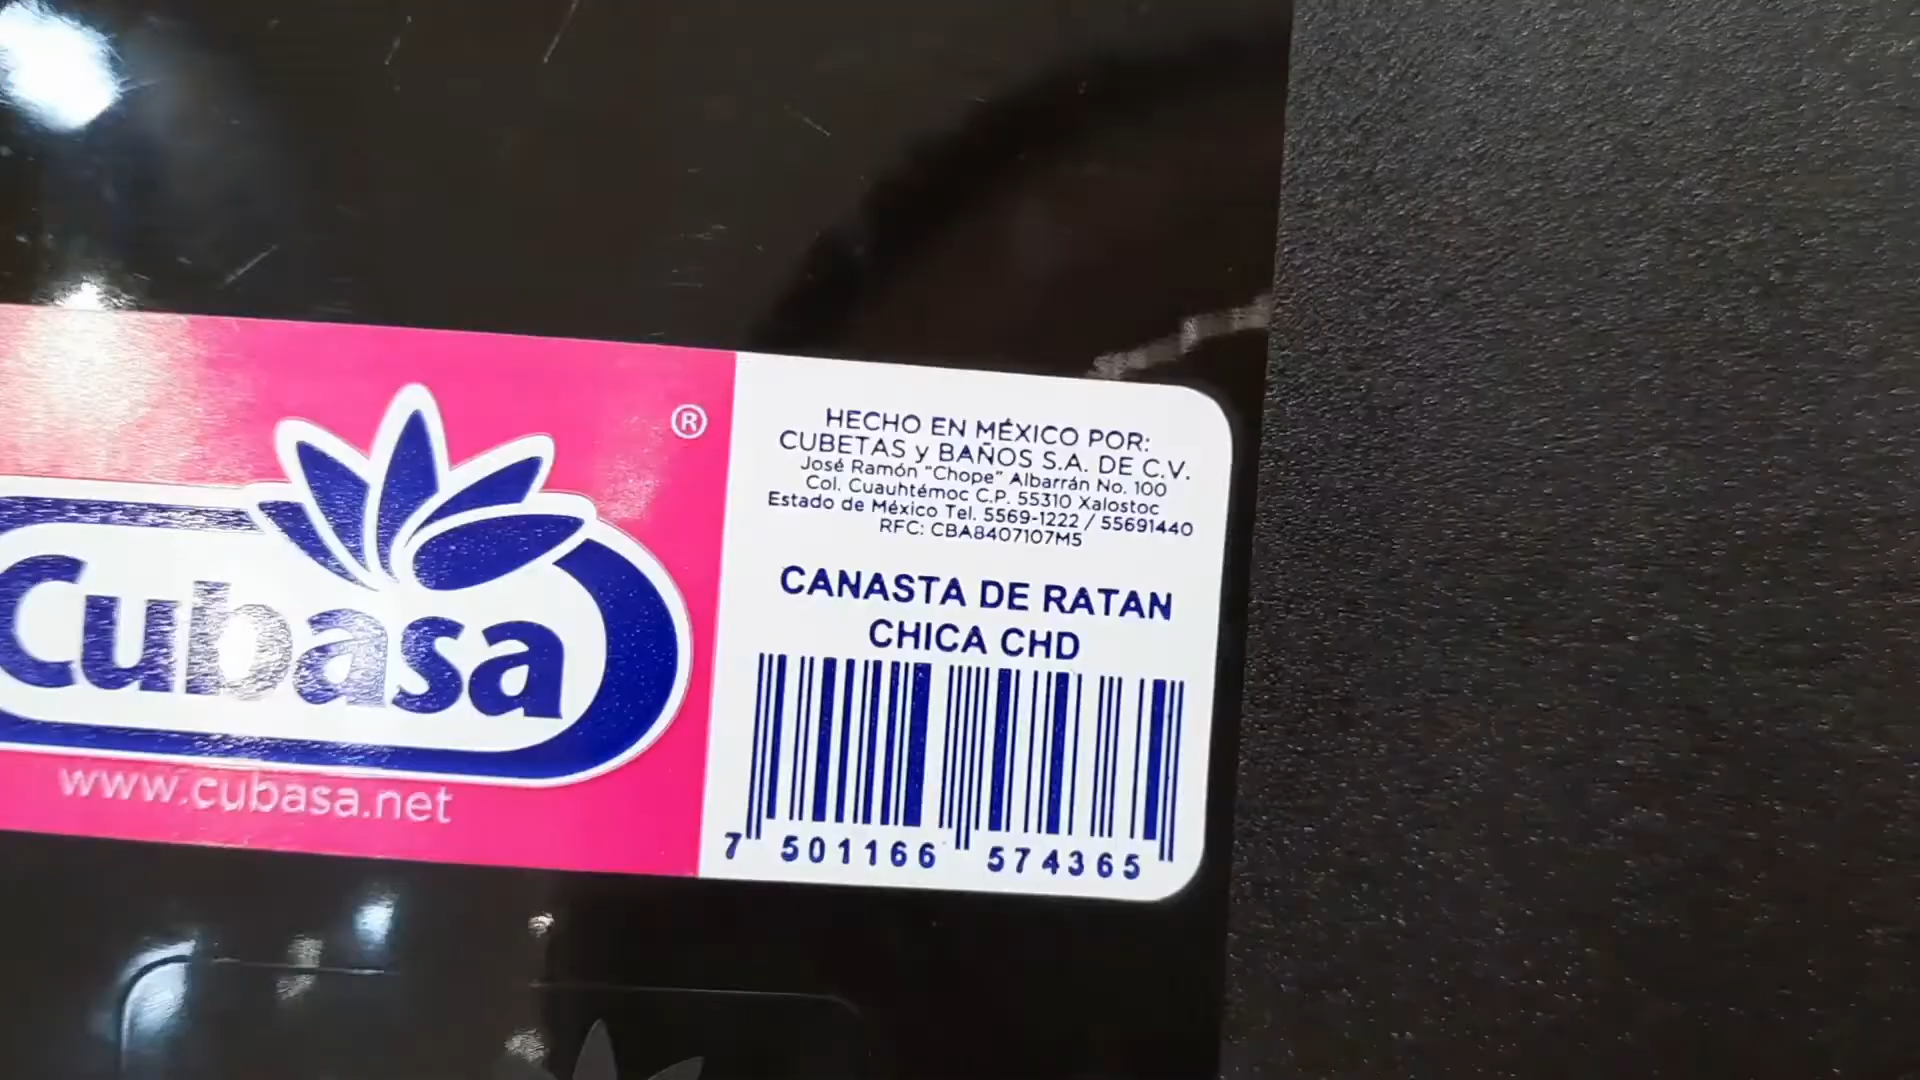 Cubasa
®
www.cubasa.net
HECHO EN MÉXICO POR:
CUBETAS y BAÑOS S.A. DE C.V.
José Ramón "Chope" Albarrán No. 100
Col. Cuauhtémoc C.P. 55310 Xalostoc
Estado de México Tel. 5569-1222 / 55691440
RFC: CBA8407107M5
CANASTA DE RATAN
CHICA CHD
7 501166 574365